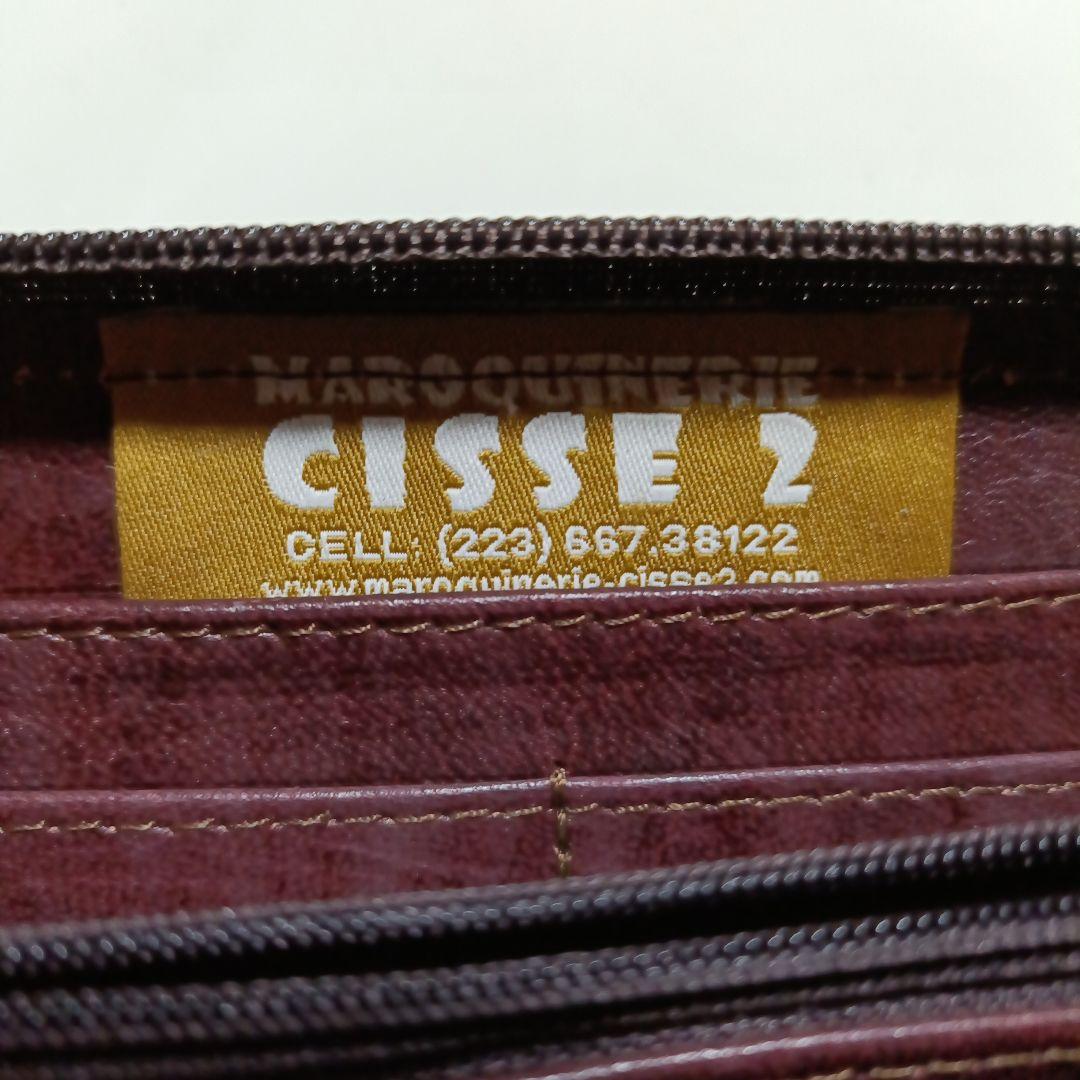 MAROQUINERIE
CISSE 2
CELL: (223) 667.38122
www.maroquinerie-cisse2.com